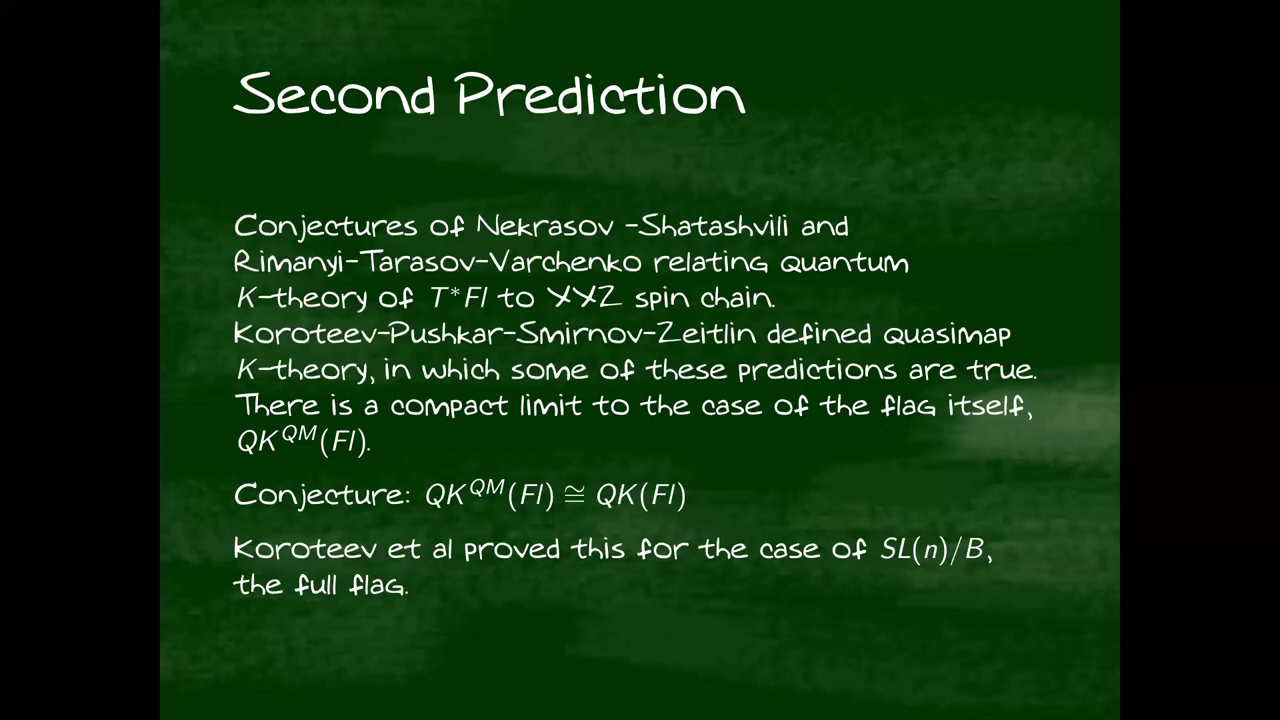 Second Prediction
Conjectures of Nekrasov -Shatashvili and
Rimanyi-Tarasov-Varchenko relating quantum
K-theory of T*Fl to XXZ spin chain.
Koroteev-Pushkar-Smirnov-Zeitlin defined quasimap
K-theory, in which some of these predictions are true.
There is a compact limit to the case of the flag itself,
QK^{QM}(Fl).
Conjecture: QK^{QM}(Fl) ≅ QK(Fl)
Koroteev et al proved this for the case of SL(n)/B,
the full flag.